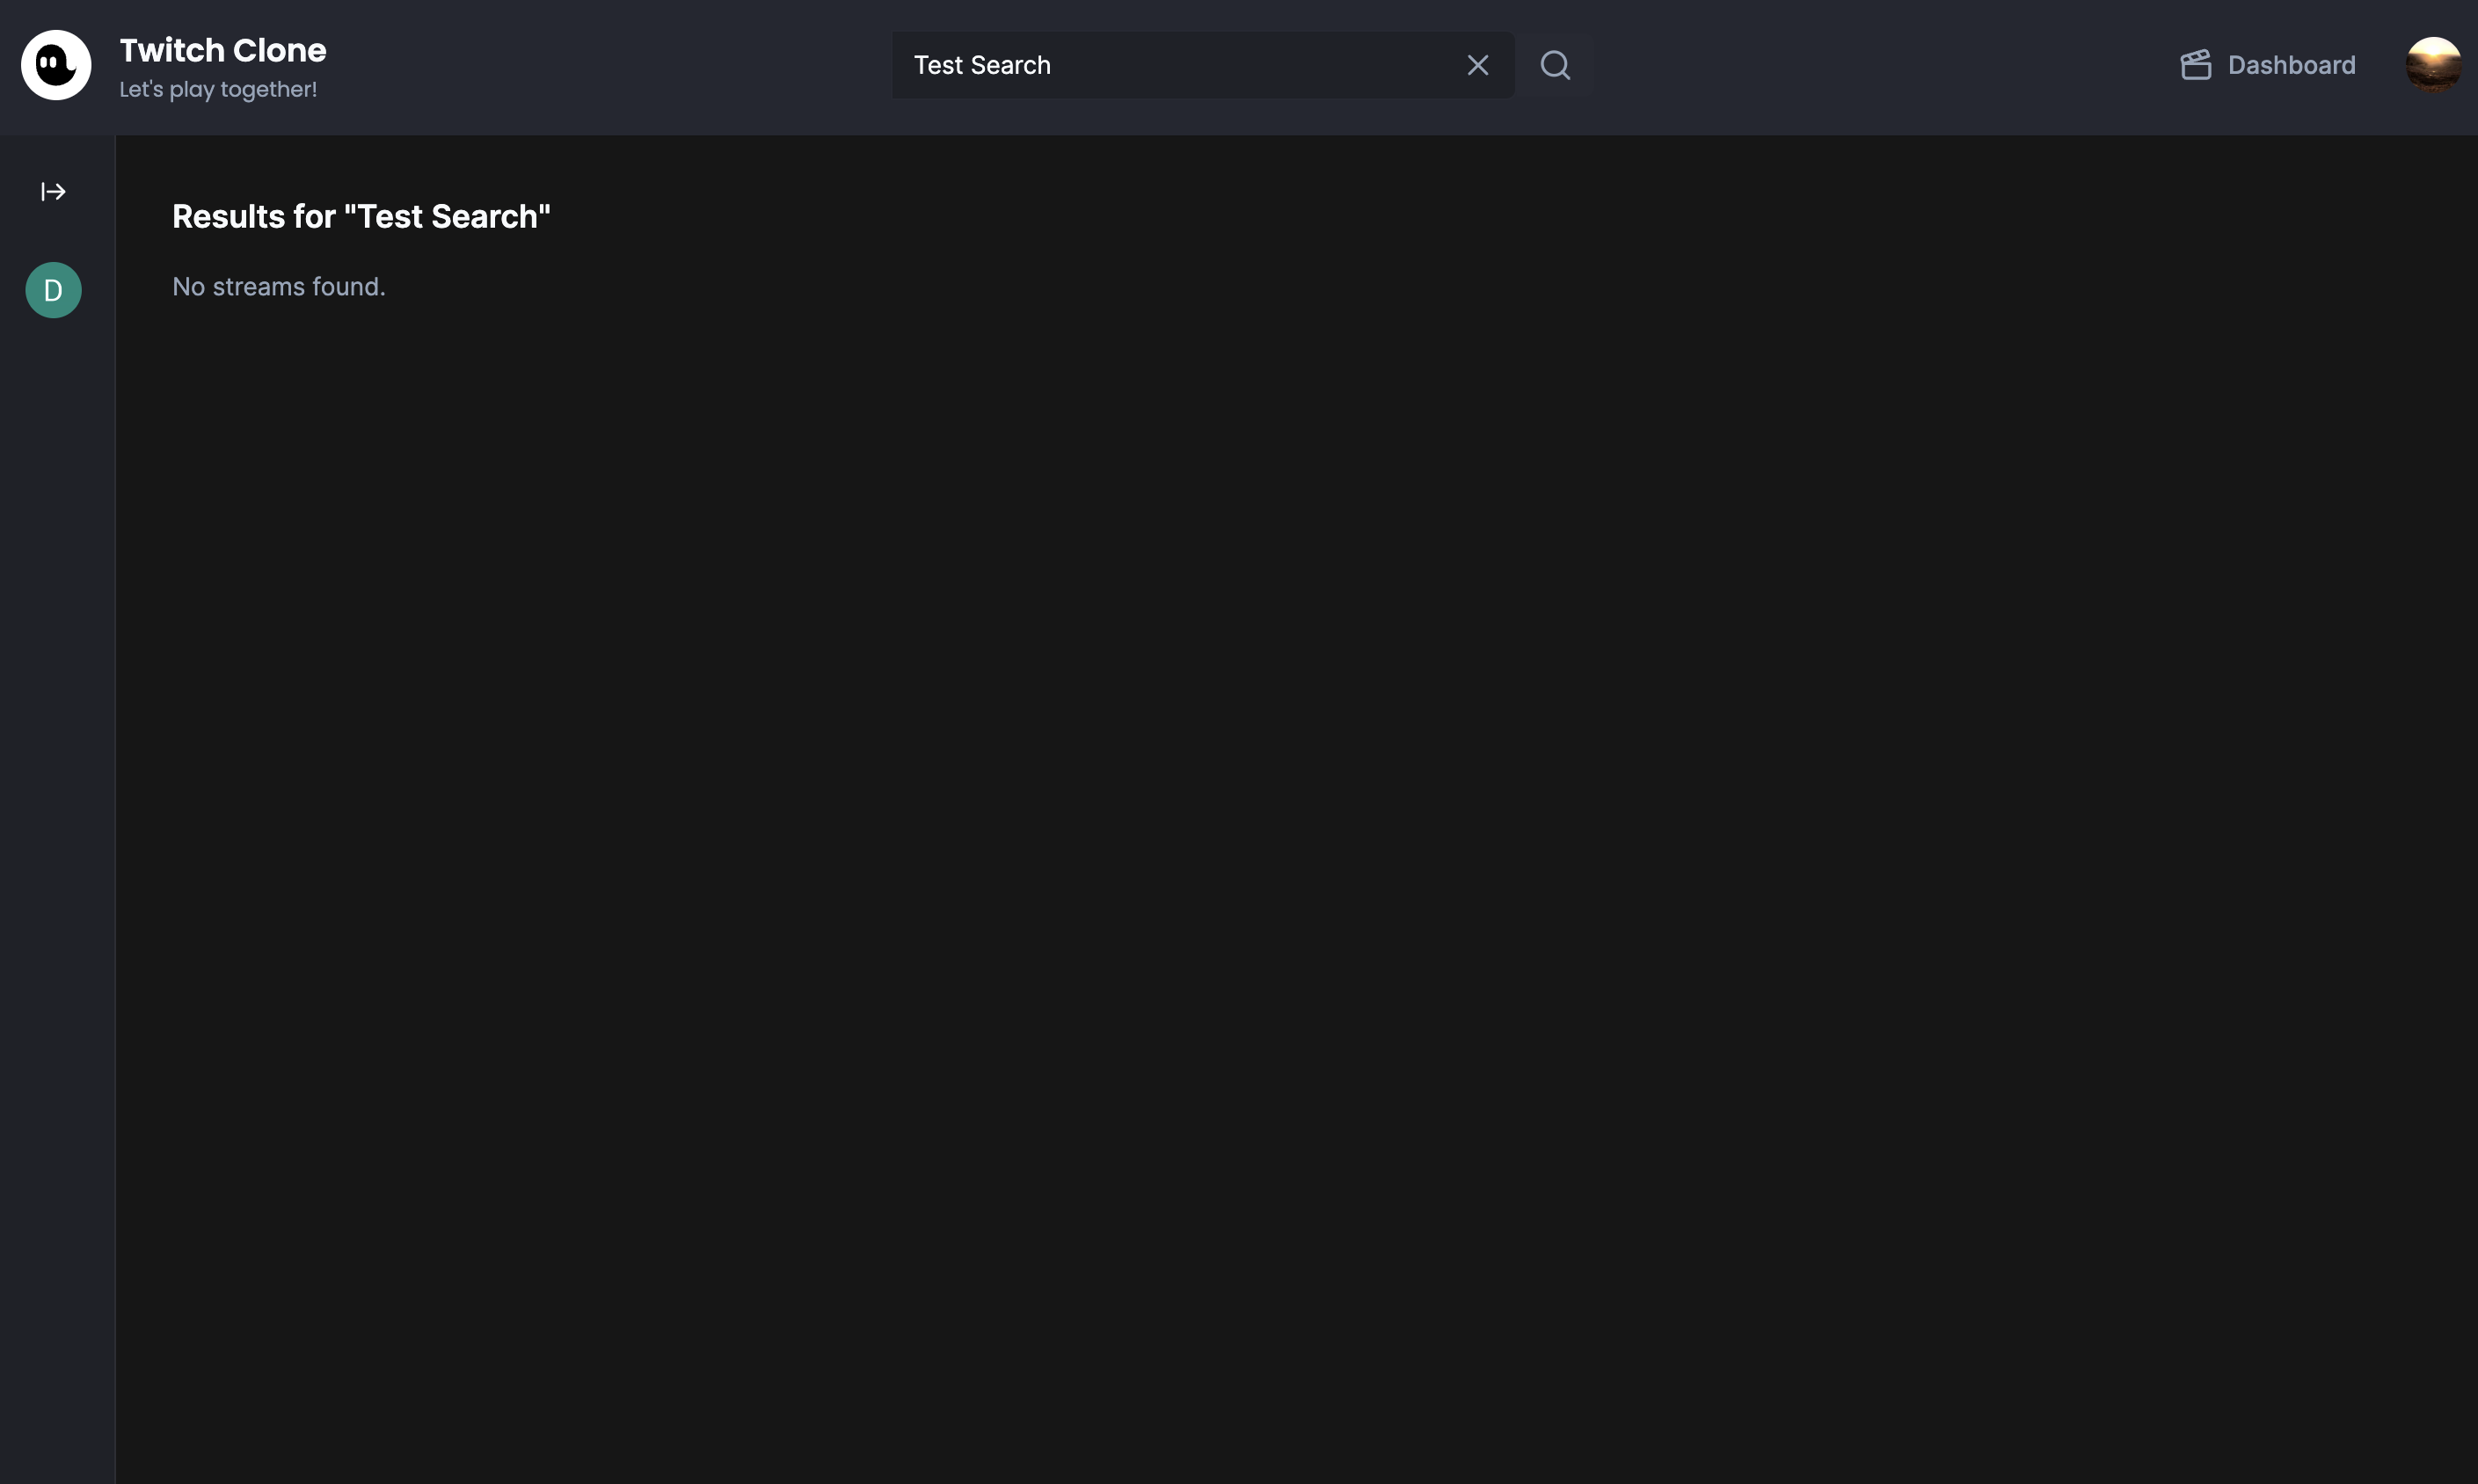 Twitch Clone
Let's play together!
Test Search
Dashboard
Results for "Test Search"
D
No streams found.